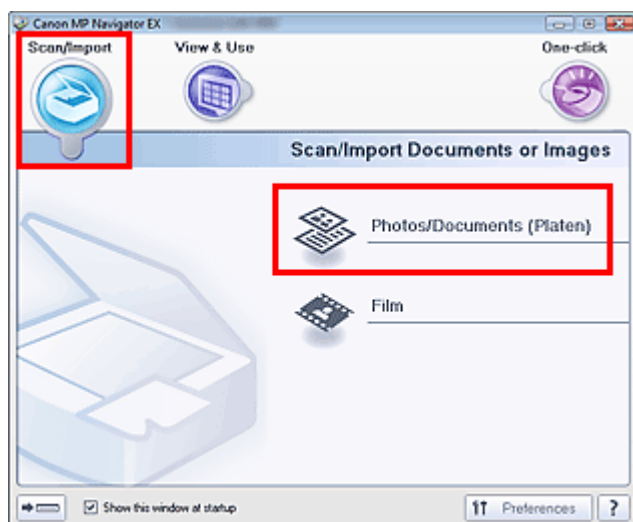 Canon MP Navigator EX
Scan/Import
View & Use
One-click
Scan/Import Documents or Images
Photos/Documents (Platen)
Film
Show this window at startup
Preferences
?